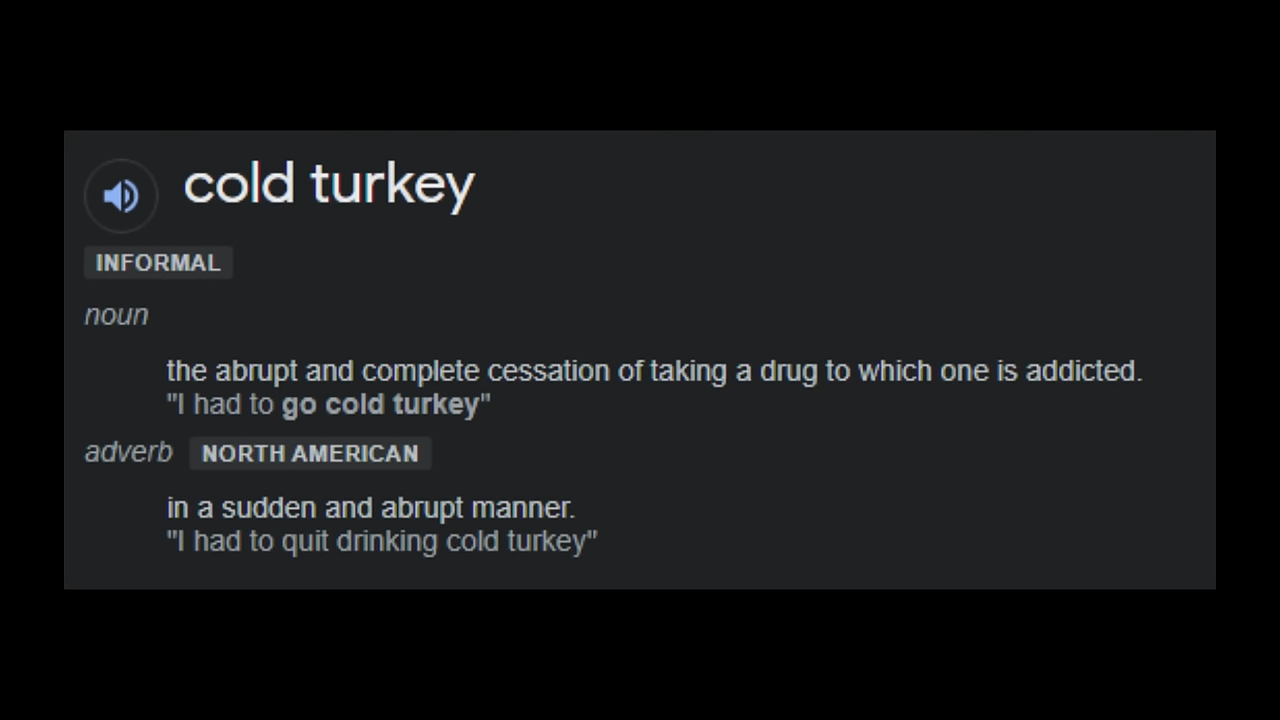 cold turkey
INFORMAL
noun
the abrupt and complete cessation of taking a drug to which one is addicted.
"I had to go cold turkey"
adverb NORTH AMERICAN
in a sudden and abrupt manner.
"I had to quit drinking cold turkey"